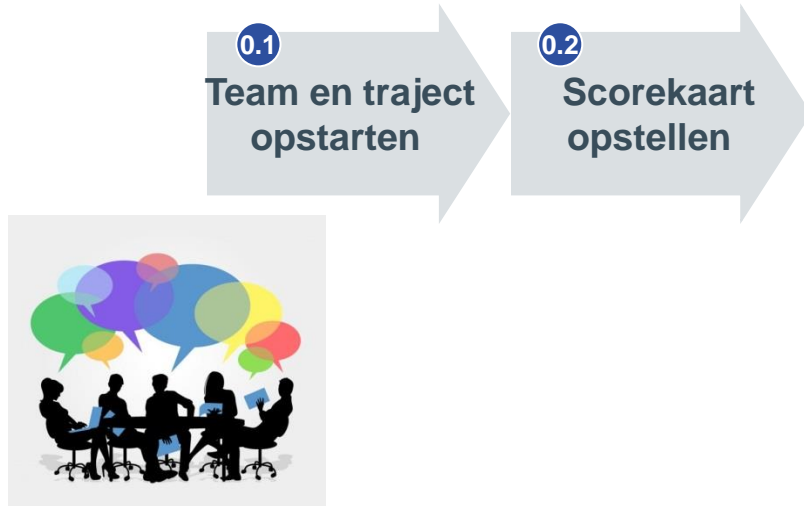 0.1
Team en traject
opstarten
0.2
Scorekaart
opstellen